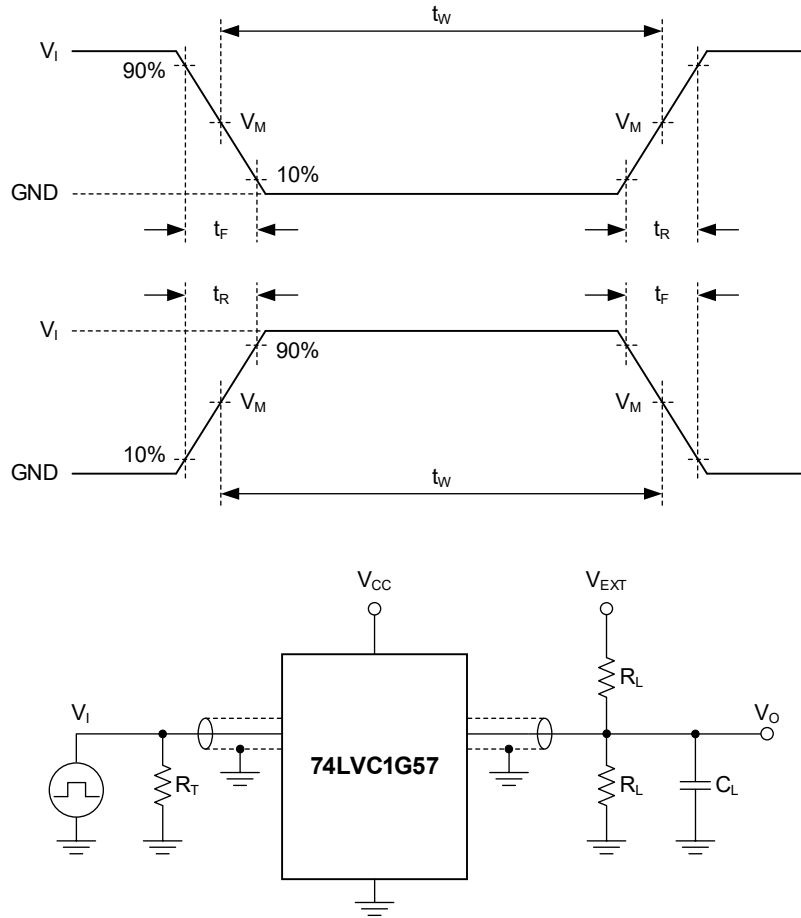 t_W
V_I
90%
V_M
V_M
10%
GND
t_F
t_R
t_R
t_F
V_I
90%
V_M
V_M
10%
GND
t_W
V_CC
V_EXT
R_L
V_I
V_O
74LVC1G57
R_T
R_L
C_L